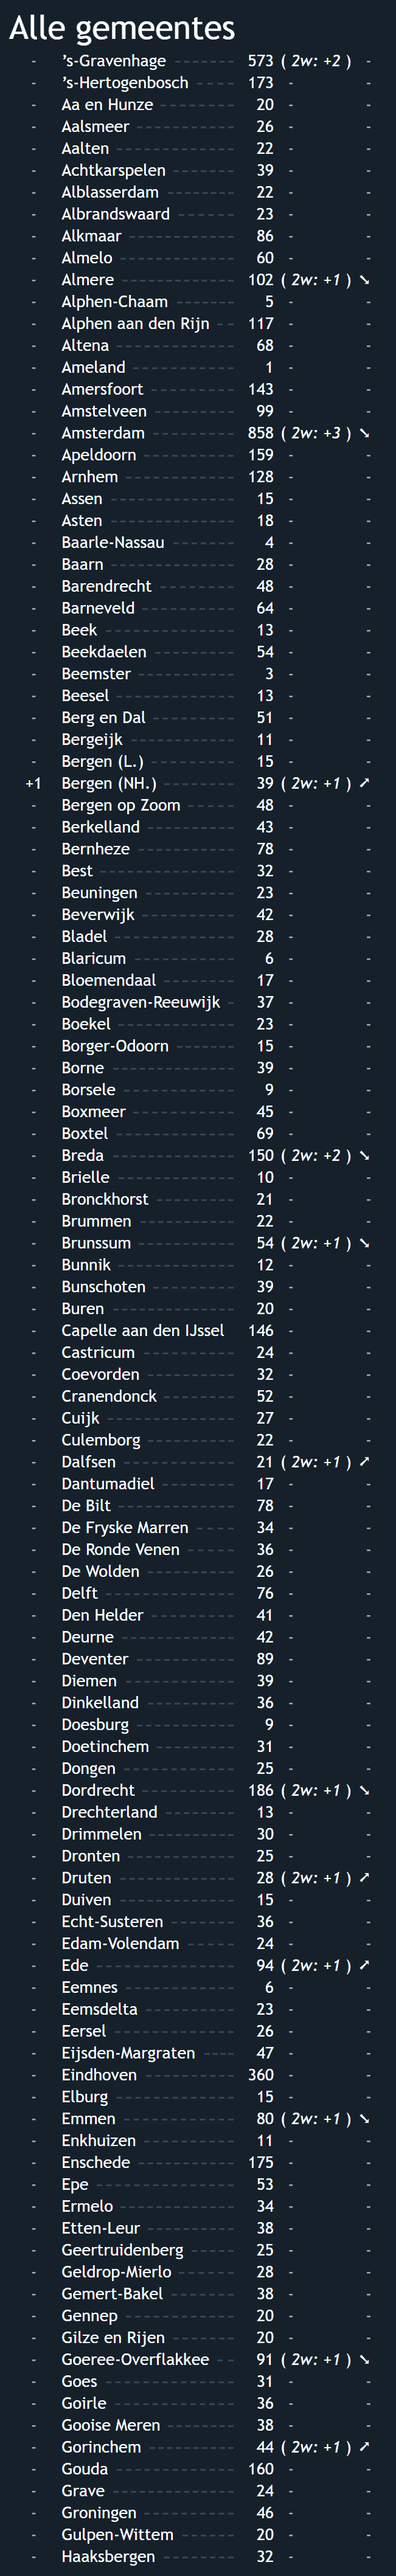 Alle gemeentes
- ’s-Gravenhage ------- 573 ( 2w: +2 ) -
- ’s-Hertogenbosch ---- 173 - -
- Aa en Hunze -------- 20 - -
- Aalsmeer ---------- 26 - -
- Aalten ------------ 22 - -
- Achtkarspelen ------- 39 - -
- Alblasserdam -------- 22 - -
- Albrandswaard ------- 23 - -
- Alkmaar ----------- 86 - -
- Almelo ------------ 60 - -
- Almere ------------ 102 ( 2w: +1 ) ➘
- Alphen-Chaam ------ 5 - -
- Alphen aan den Rijn -- 117 - -
- Altena ------------ 68 - -
- Ameland ---------- 1 - -
- Amersfoort --------- 143 - -
- Amstelveen --------- 99 - -
- Amsterdam --------- 858 ( 2w: +3 ) ➘
- Apeldoorn ---------- 159 - -
- Arnhem ----------- 128 - -
- Assen ------------- 15 - -
- Asten ------------- 18 - -
- Baarle-Nassau ------- 4 - -
- Baarn ------------- 28 - -
- Barendrecht -------- 48 - -
- Barneveld ---------- 64 - -
- Beek ------------- 13 - -
- Beekdaelen --------- 54 - -
- Beemster ---------- 3 - -
- Beesel ------------ 13 - -
- Berg en Dal --------- 51 - -
- Bergeijk ----------- 11 - -
- Bergen (L.) --------- 15 - -
+1 Bergen (NH.) -------- 39 ( 2w: +1 ) ➚
- Bergen op Zoom ----- 48 - -
- Berkelland --------- 43 - -
- Bernheze ---------- 78 - -
- Best -------------- 32 - -
- Beuningen --------- 23 - -
- Beverwijk ---------- 42 - -
- Bladel ------------ 28 - -
- Blaricum ---------- 6 - -
- Bloemendaal ------- 17 - -
- Bodegraven-Reeuwijk - 37 - -
- Boekel ------------ 23 - -
- Borger-Odoorn ------ 15 - -
- Borne ------------- 39 - -
- Borsele ----------- 9 - -
- Boxmeer ---------- 45 - -
- Boxtel ------------ 69 - -
- Breda ------------- 150 ( 2w: +2 ) ➘
- Brielle ------------ 10 - -
- Bronckhorst -------- 21 - -
- Brummen ---------- 22 - -
- Brunssum ---------- 54 ( 2w: +1 ) ➘
- Bunnik ------------ 12 - -
- Bunschoten --------- 39 - -
- Buren ------------- 20 - -
- Capelle aan den IJssel 146 - -
- Castricum ---------- 24 - -
- Coevorden --------- 32 - -
- Cranendonck ------- 52 - -
- Cuijk ------------- 27 - -
- Culemborg --------- 22 - -
- Dalfsen ----------- 21 ( 2w: +1 ) ➚
- Dantumadiel -------- 17 - -
- De Bilt ------------ 78 - -
- De Fryske Marren ---- 34 - -
- De Ronde Venen ----- 36 - -
- De Wolden --------- 26 - -
- Delft ------------- 76 - -
- Den Helder --------- 41 - -
- Deurne ----------- 42 - -
- Deventer ---------- 89 - -
- Diemen ----------- 39 - -
- Dinkelland --------- 36 - -
- Doesburg ---------- 9 - -
- Doetinchem -------- 31 - -
- Dongen ----------- 25 - -
- Dordrecht ---------- 186 ( 2w: +1 ) ➘
- Drechterland ------- 13 - -
- Drimmelen --------- 30 - -
- Dronten ----------- 25 - -
- Druten ------------ 28 ( 2w: +1 ) ➚
- Duiven ------------ 15 - -
- Echt-Susteren ------- 36 - -
- Edam-Volendam ----- 24 - -
- Ede --------------- 94 ( 2w: +1 ) ➚
- Eemnes ----------- 6 - -
- Eemsdelta --------- 23 - -
- Eersel ------------ 26 - -
- Eijsden-Margraten ---- 47 - -
- Eindhoven --------- 360 - -
- Elburg ------------ 15 - -
- Emmen ----------- 80 ( 2w: +1 ) ➘
- Enkhuizen --------- 11 - -
- Enschede ---------- 175 - -
- Epe -------------- 53 - -
- Ermelo ------------ 34 - -
- Etten-Leur --------- 38 - -
- Geertruidenberg ----- 25 - -
- Geldrop-Mierlo ------ 28 - -
- Gemert-Bakel ------- 38 - -
- Gennep ----------- 20 - -
- Gilze en Rijen ------- 20 - -
- Goeree-Overflakkee -- 91 ( 2w: +1 ) ➘
- Goes ------------- 31 - -
- Goirle ------------ 36 - -
- Gooise Meren ------- 38 - -
- Gorinchem --------- 44 ( 2w: +1 ) ➚
- Gouda ------------ 160 - -
- Grave ------------ 24 - -
- Groningen --------- 46 - -
- Gulpen-Wittem ------ 20 - -
- Haaksbergen ------- 32 - -